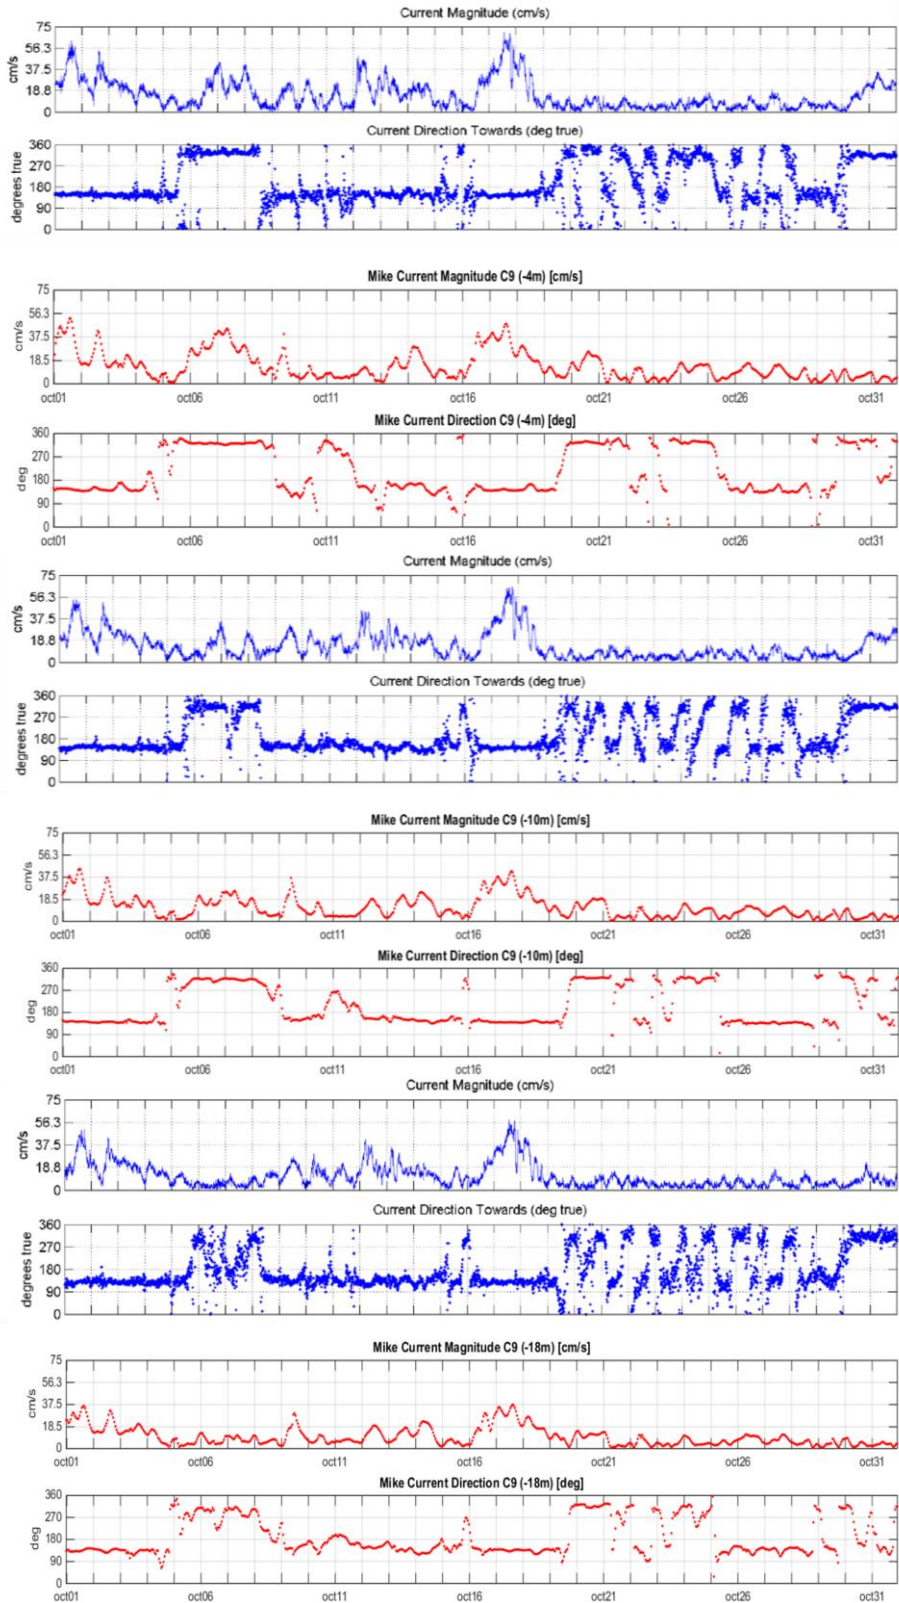 Current Magnitude (cm/s)
75
56.3
37.5
18.8
0
cm/s
Current Direction Towards (deg true)
360
270
180
90
0
degrees true
Mike Current Magnitude C9 (-4m) [cm/s]
75
56.3
37.5
18.5
0
cm/s
oct01 oct06 oct11 oct16 oct21 oct26 oct31
Mike Current Direction C9 (-4m) [deg]
360
270
180
90
0
deg
oct01 oct06 oct11 oct16 oct21 oct26 oct31
Current Magnitude (cm/s)
75
56.3
37.5
18.8
0
cm/s
Current Direction Towards (deg true)
360
270
180
90
0
degrees true
Mike Current Magnitude C9 (-10m) [cm/s]
75
56.3
37.5
18.5
0
cm/s
oct01 oct06 oct11 oct16 oct21 oct26 oct31
Mike Current Direction C9 (-10m) [deg]
360
270
180
90
0
deg
oct01 oct06 oct11 oct16 oct21 oct26 oct31
Current Magnitude (cm/s)
75
56.3
37.5
18.8
0
cm/s
Current Direction Towards (deg true)
360
270
180
90
0
degrees true
Mike Current Magnitude C9 (-18m) [cm/s]
75
56.3
37.5
18.5
0
cm/s
oct01 oct06 oct11 oct16 oct21 oct26 oct31
Mike Current Direction C9 (-18m) [deg]
360
270
180
90
0
deg
oct01 oct06 oct11 oct16 oct21 oct26 oct31